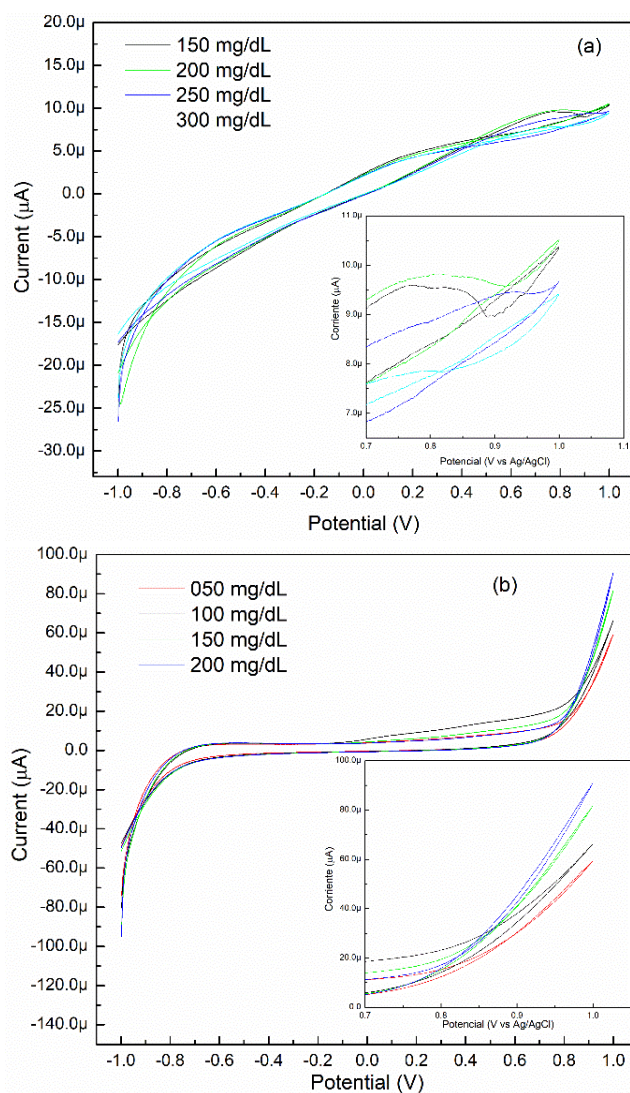 20.0µ
15.0µ
10.0µ
5.0µ
0.0
-5.0µ
-10.0µ
-15.0µ
-20.0µ
-25.0µ
-30.0µ
Current (µA)
150 mg/dL
200 mg/dL
250 mg/dL
300 mg/dL
(a)
11.0µ
10.0µ
9.0µ
8.0µ
7.0µ
Corriente (µA)
0.7 0.8 0.9 1.0 1.1
Potencial (V vs Ag/AgCl)
-1.0 -0.8 -0.6 -0.4 -0.2 0.0 0.2 0.4 0.6 0.8 1.0
Potential (V)
100.0µ
80.0µ
60.0µ
40.0µ
20.0µ
0.0
-20.0µ
-40.0µ
-60.0µ
-80.0µ
-100.0µ
-120.0µ
-140.0µ
Current (µA)
050 mg/dL
100 mg/dL
150 mg/dL
200 mg/dL
(b)
100.0µ
80.0µ
60.0µ
40.0µ
20.0µ
0.0
Corriente (µA)
0.7 0.8 0.9 1.0
Potencial (V vs Ag/AgCl)
-1.0 -0.8 -0.6 -0.4 -0.2 0.0 0.2 0.4 0.6 0.8 1.0
Potential (V)